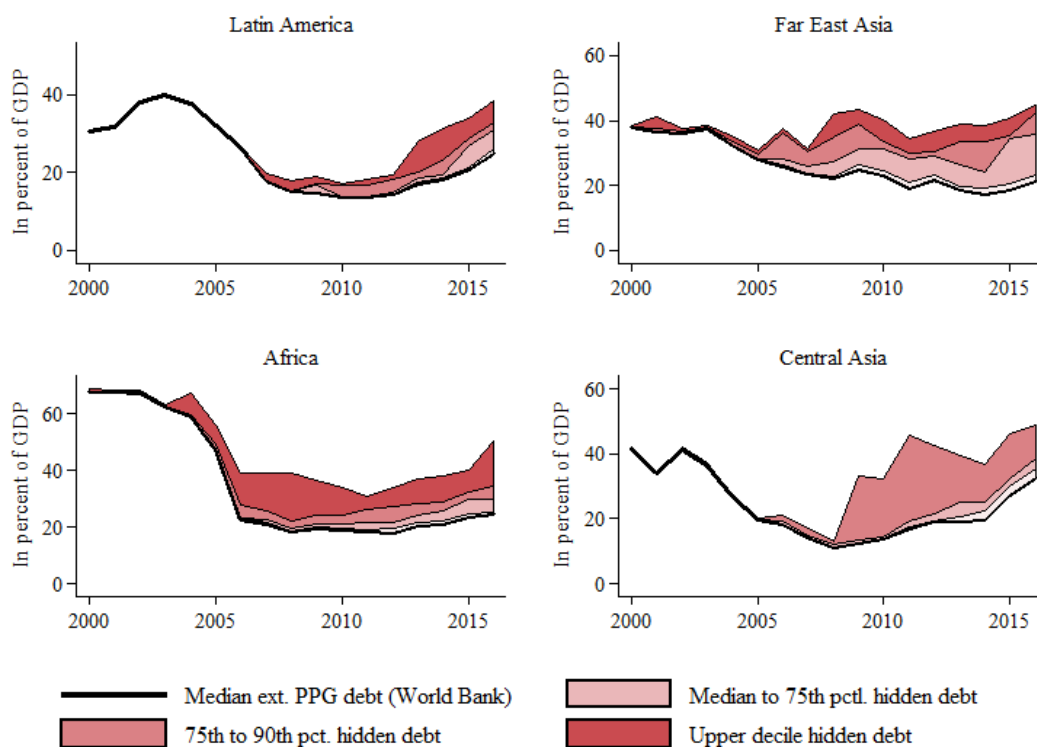 Latin America
In percent of GDP
40
20
0
2000 2005 2010 2015
Far East Asia
In percent of GDP
60
40
20
0
2000 2005 2010 2015
Africa
In percent of GDP
60
40
20
0
2000 2005 2010 2015
Central Asia
In percent of GDP
60
40
20
0
2000 2005 2010 2015
Median ext. PPG debt (World Bank)
Median to 75th pctl. hidden debt
75th to 90th pct. hidden debt
Upper decile hidden debt